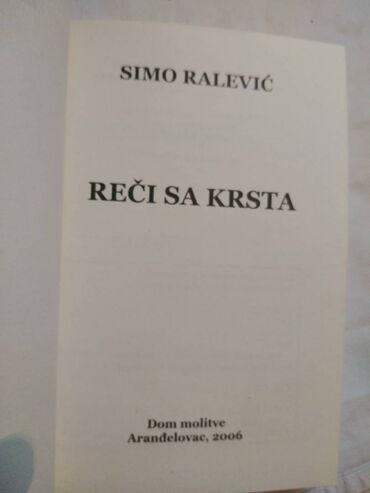 SIMO RALEVIĆ
REČI SA KRSTA
Dom molitve
Aranđelovac, 2006